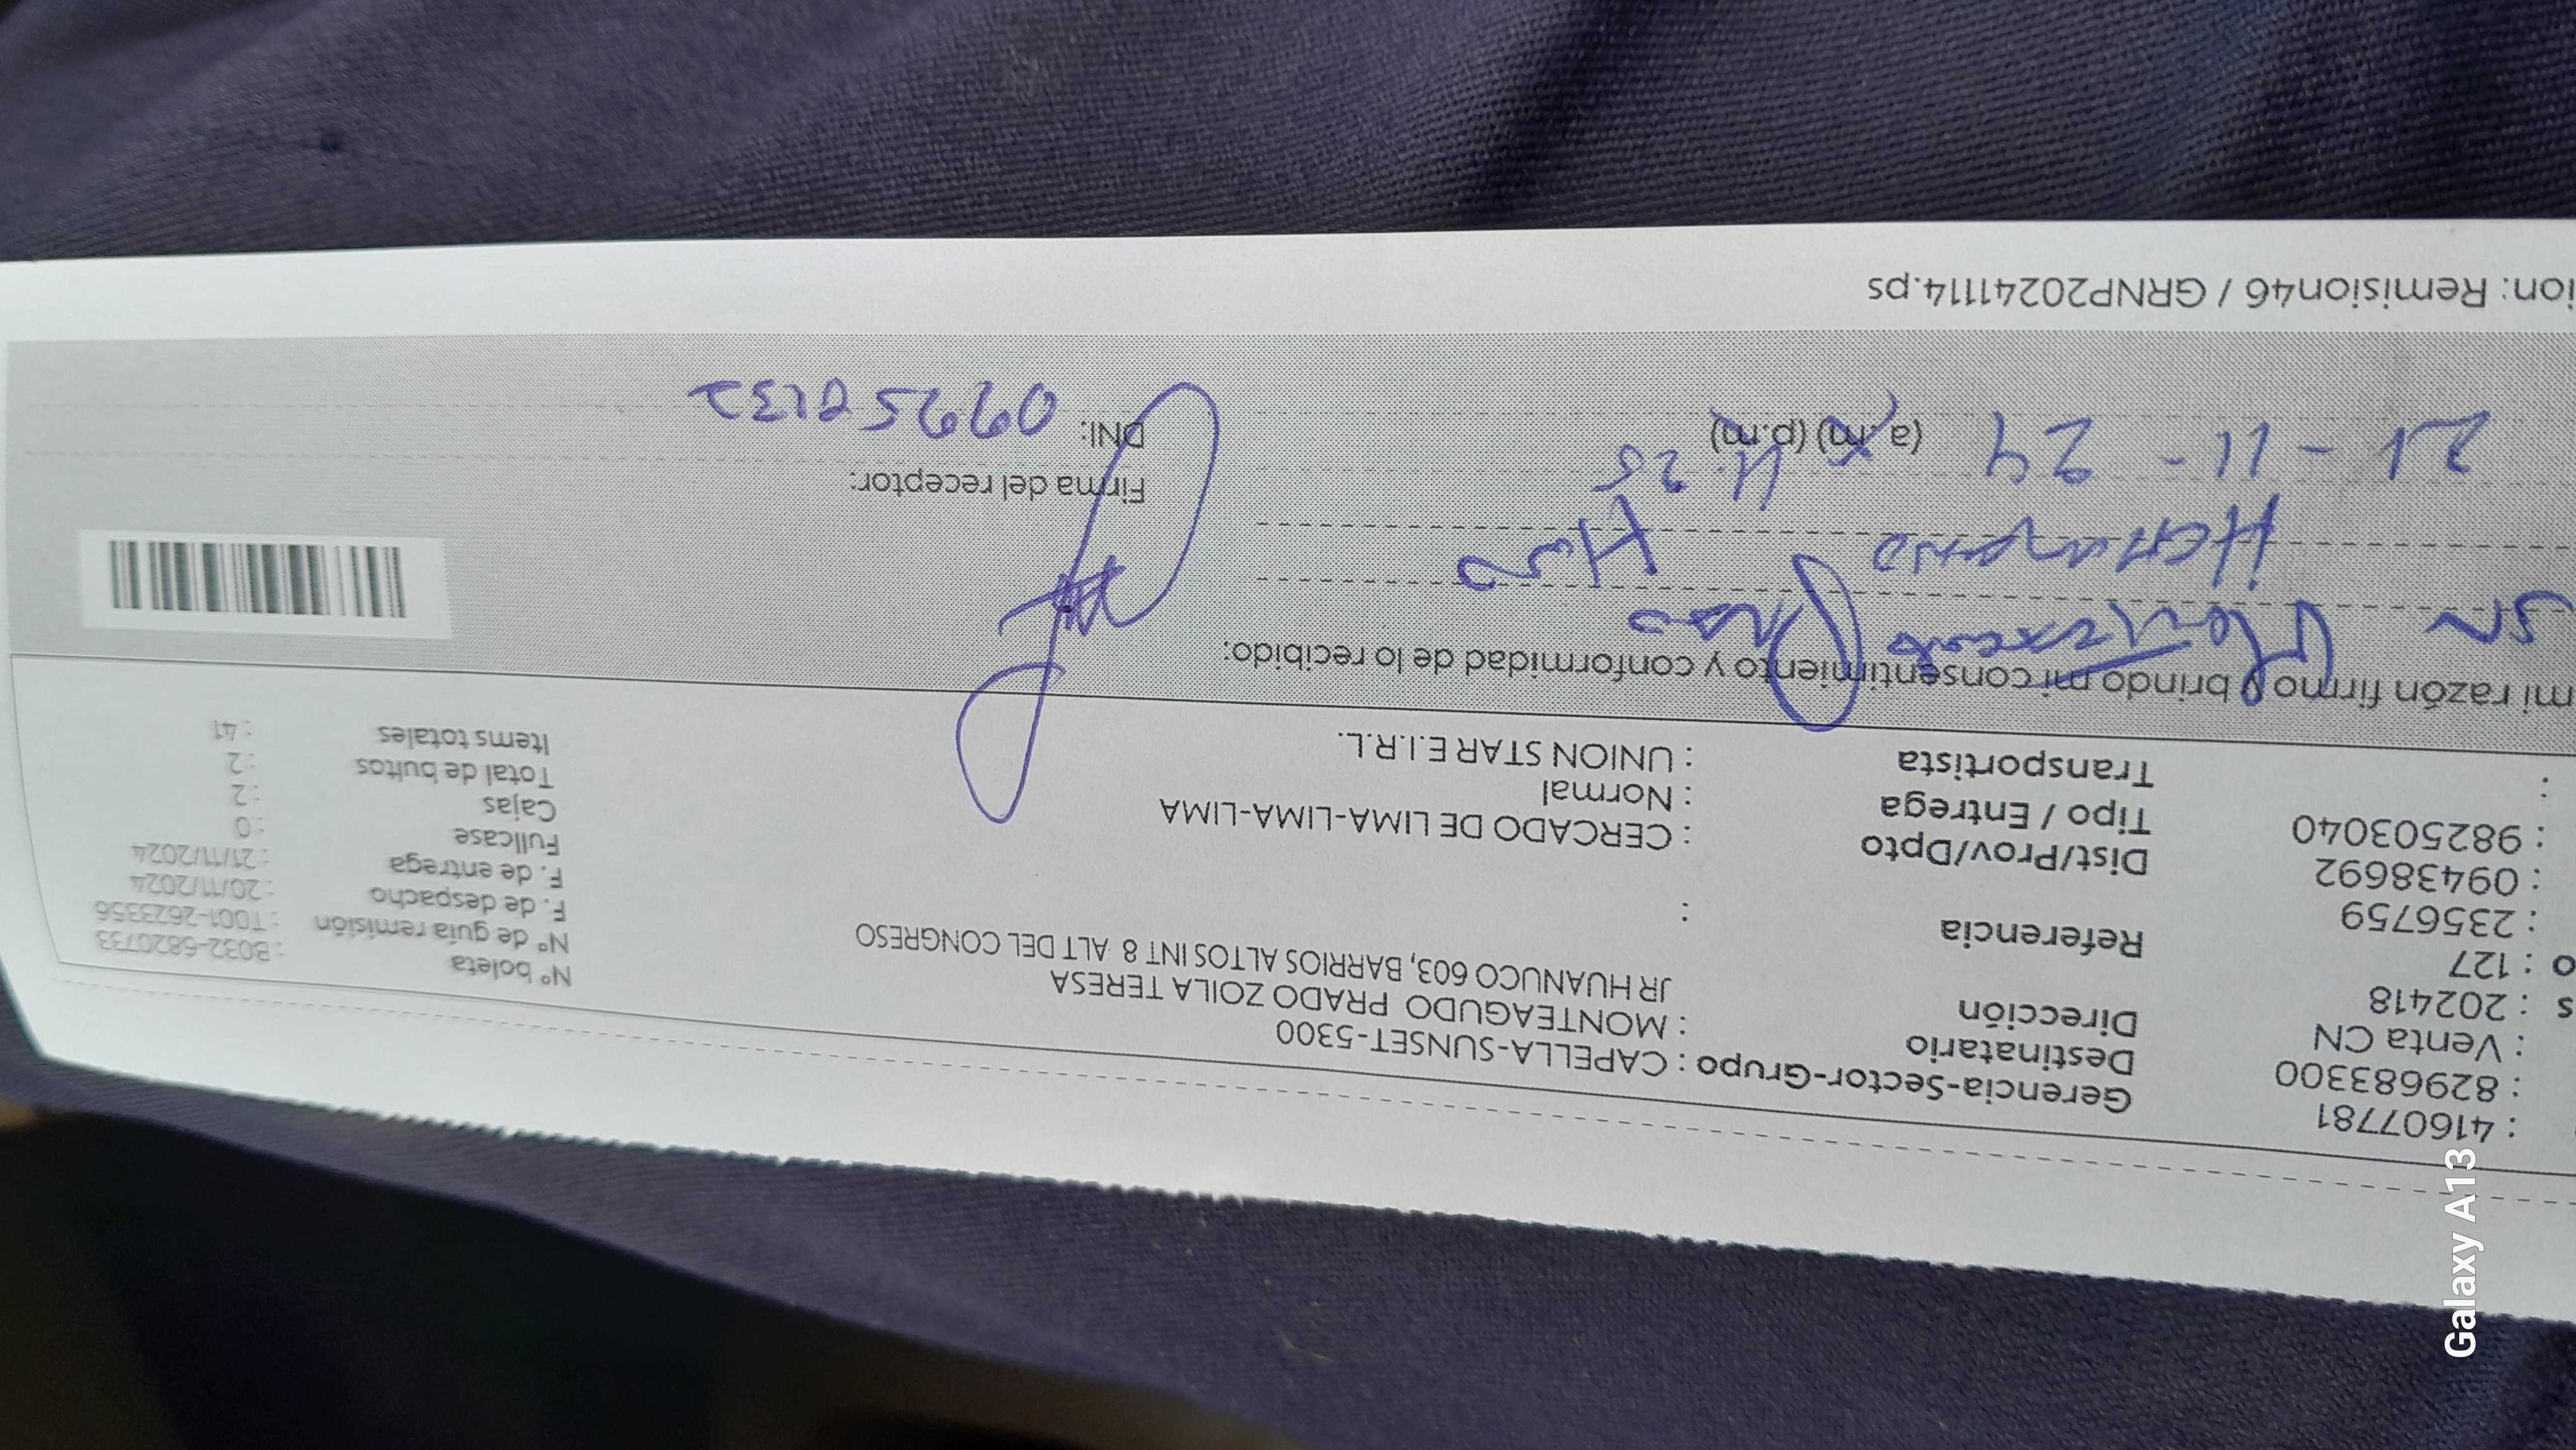 : 41607781
: 829683300
: Venta CN
s : 202418
o : 127
: 2356759
: 09438692
: 982503040
:
Gerencia-Sector-Grupo : CAPELLA-SUNSET-5300
Destinatario : MONTEAGUDO PRADO ZOILA TERESA
Dirección JR HUANUCO 603, BARRIOS ALTOS INT 8 ALT DEL CONGRESO
Referencia :
Dist/Prov/Dpto : CERCADO DE LIMA-LIMA-LIMA
Tipo / Entrega : Normal
Transportista : UNION STAR E.I.R.L.
Nº boleta : B032-6820733
Nº de guía remisión : T001-2623356
F. de despacho : 20/11/2024
F. de entrega : 21/11/2024
Fullcase : 0
Cajas : 2
Total de bultos : 2
Items totales : 41
mi razón firmo y brindo mi consentimiento y conformidad de lo recibido:
21-11-24 (a.m) (p.m)
Firma del receptor:
DNI:
ion: Remision46 / GRNP20241114.ps
Galaxy A13